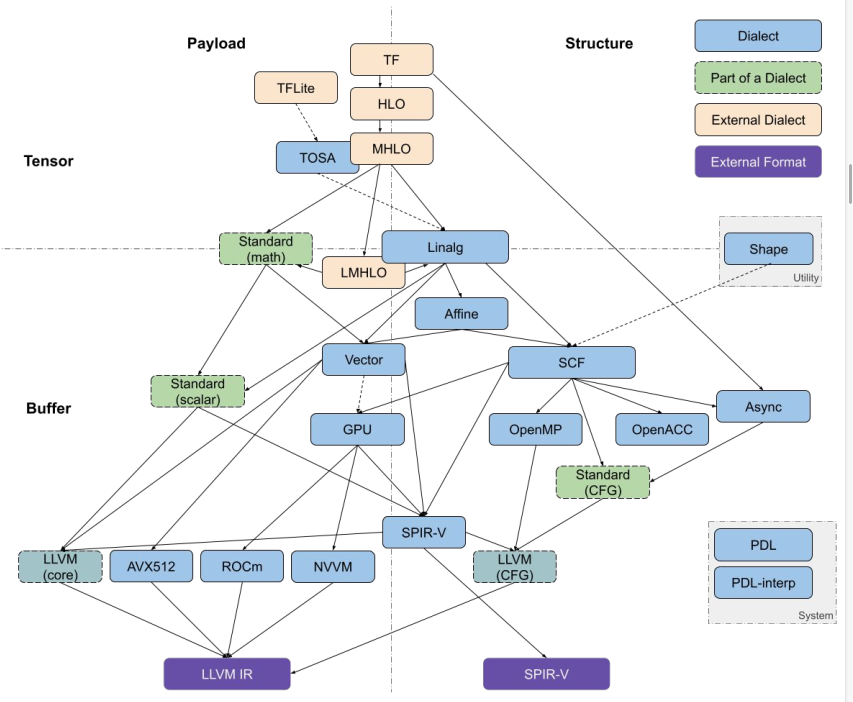 Payload
Structure
Dialect
TF
Part of a Dialect
TFLite
HLO
External Dialect
MHLO
TOSA
External Format
Tensor
Standard
(math)
Linalg
Shape
LMHLO
Utility
Affine
Vector
SCF
Standard
(scalar)
Buffer
Async
GPU
OpenMP
OpenACC
Standard
(CFG)
SPIR-V
PDL
LLVM
(core)
AVX512
ROCm
NVVM
LLVM
(CFG)
PDL-interp
System
LLVM IR
SPIR-V